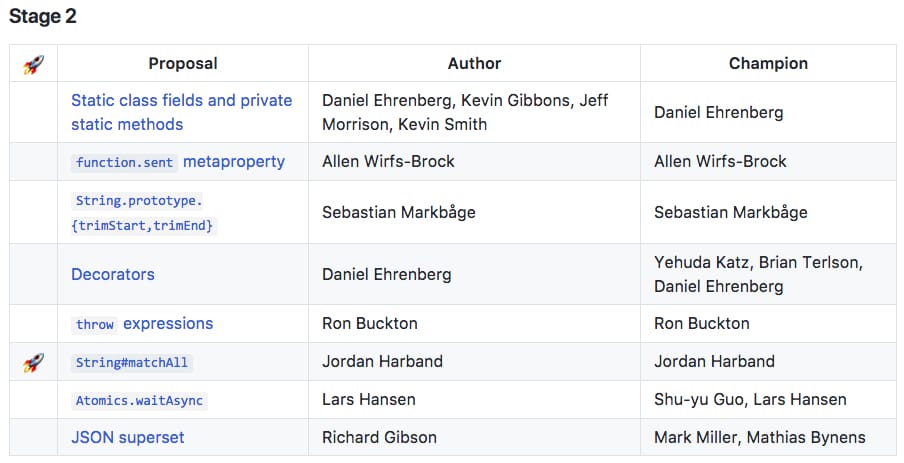 Stage 2
🚀 Proposal Author Champion
Static class fields and private
static methods
Daniel Ehrenberg, Kevin Gibbons, Jeff
Morrison, Kevin Smith
Daniel Ehrenberg
function.sent metaproperty Allen Wirfs-Brock Allen Wirfs-Brock
String.prototype.
{trimStart,trimEnd}
Sebastian Markbåge Sebastian Markbåge
Decorators Daniel Ehrenberg
Yehuda Katz, Brian Terlson,
Daniel Ehrenberg
throw expressions Ron Buckton Ron Buckton
🚀 String#matchAll Jordan Harband Jordan Harband
Atomics.waitAsync Lars Hansen Shu-yu Guo, Lars Hansen
JSON superset Richard Gibson Mark Miller, Mathias Bynens